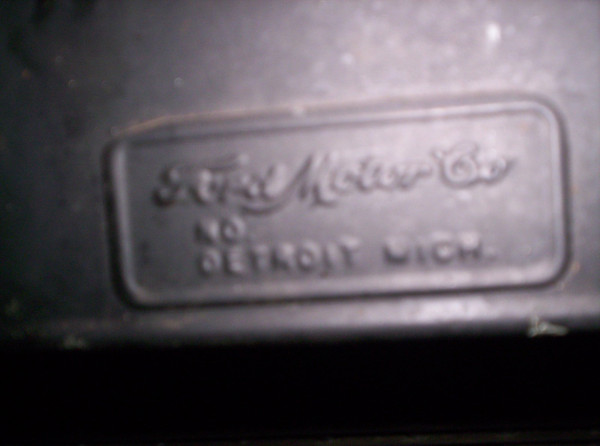 Ford Motor Co
NO.
DETROIT MICH.